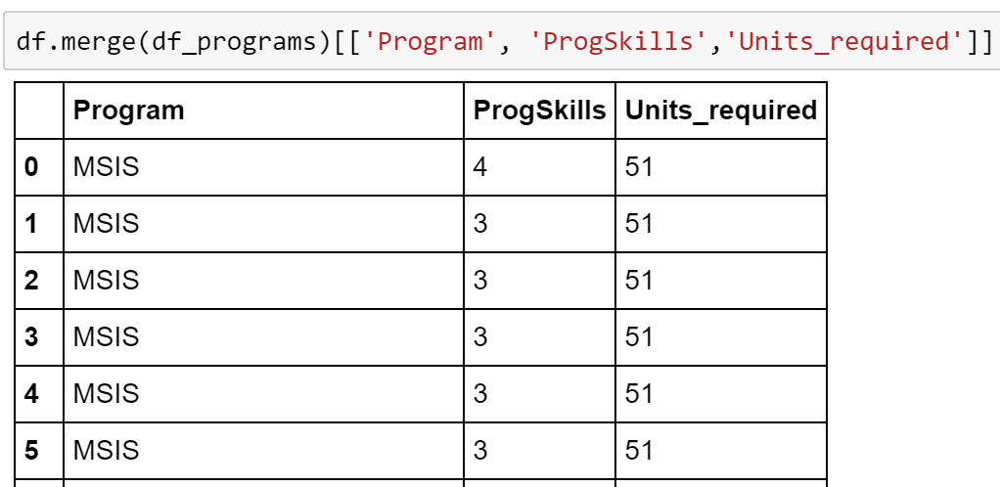 df.merge(df_programs)[['Program', 'ProgSkills','Units_required']]
Program ProgSkills Units_required
0 MSIS 4 51
1 MSIS 3 51
2 MSIS 3 51
3 MSIS 3 51
4 MSIS 3 51
5 MSIS 3 51